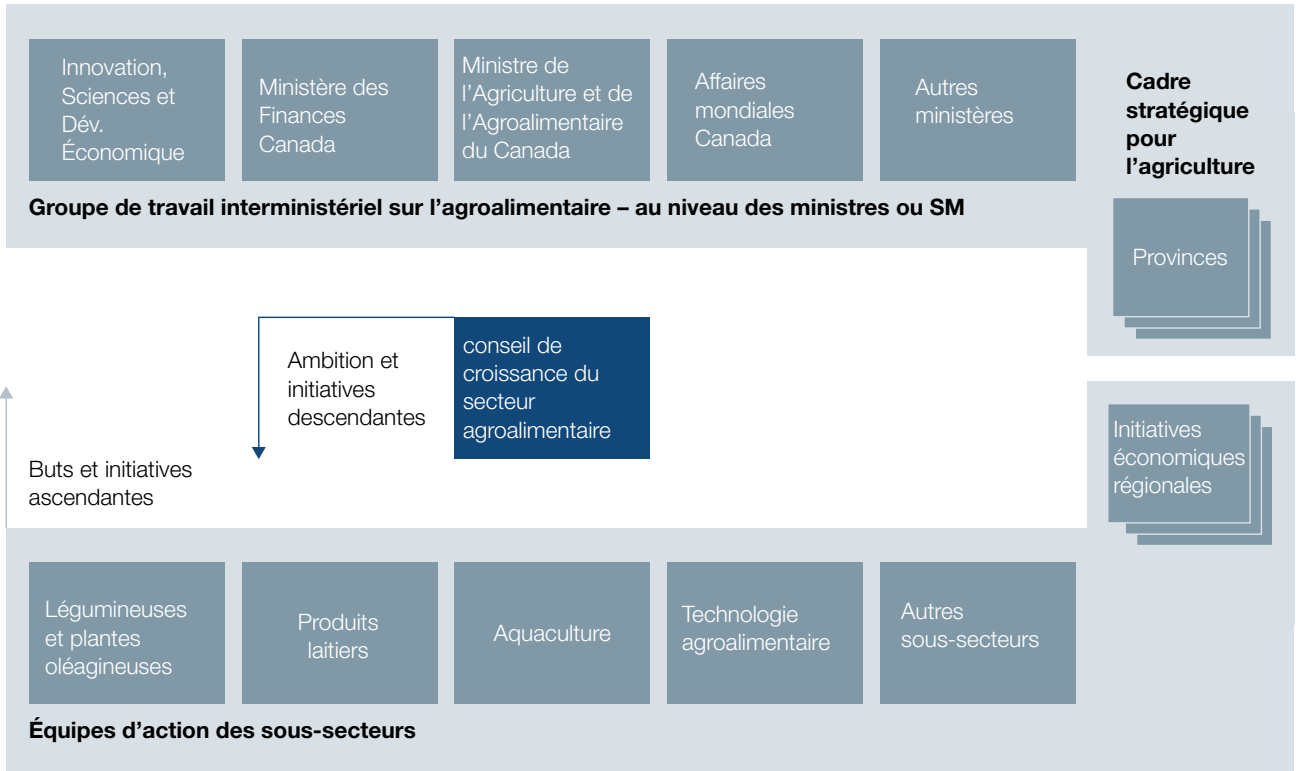 Innovation,
Sciences et
Dév.
Économique
Ministère des
Finances
Canada
Ministre de
l’Agriculture et de
l’Agroalimentaire
du Canada
Affaires
mondiales
Canada
Autres
ministères
Groupe de travail interministériel sur l’agroalimentaire – au niveau des ministres ou SM
Cadre
stratégique
pour
l’agriculture
Provinces
conseil de
croissance du
secteur
agroalimentaire
Ambition et
initiatives
descendantes
Buts et initiatives
ascendantes
Initiatives
économiques
régionales
Légumineuses
et plantes
oléagineuses
Produits
laitiers
Aquaculture
Technologie
agroalimentaire
Autres
sous-secteurs
Équipes d’action des sous-secteurs